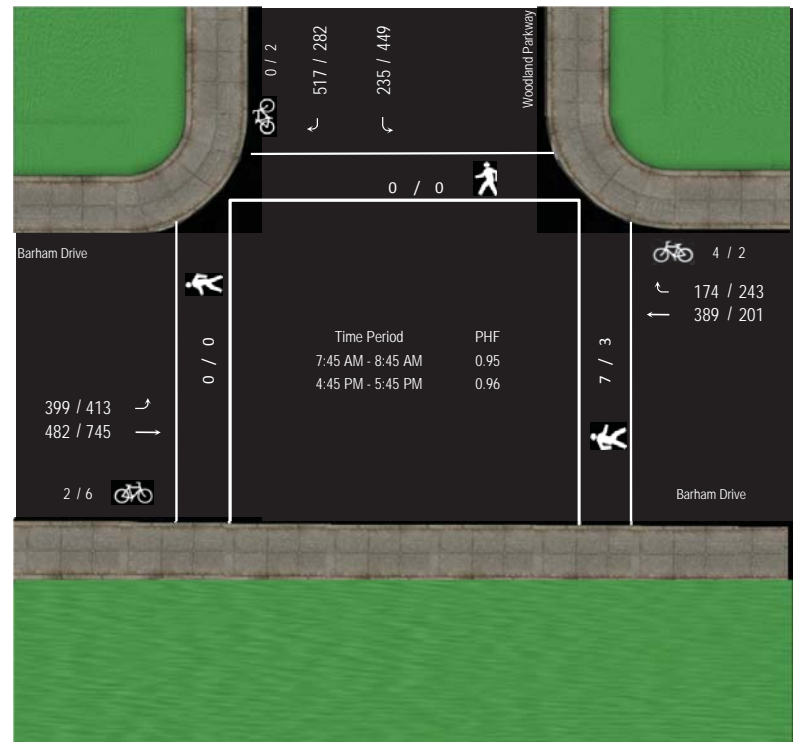 0 / 2
517 / 282
235 / 449
Woodland Parkway
0 / 0
Barham Drive
4 / 2
174 / 243
389 / 201
0 / 0
Time Period PHF
7:45 AM - 8:45 AM 0.95
4:45 PM - 5:45 PM 0.96
7 / 3
399 / 413
482 / 745
2 / 6
Barham Drive